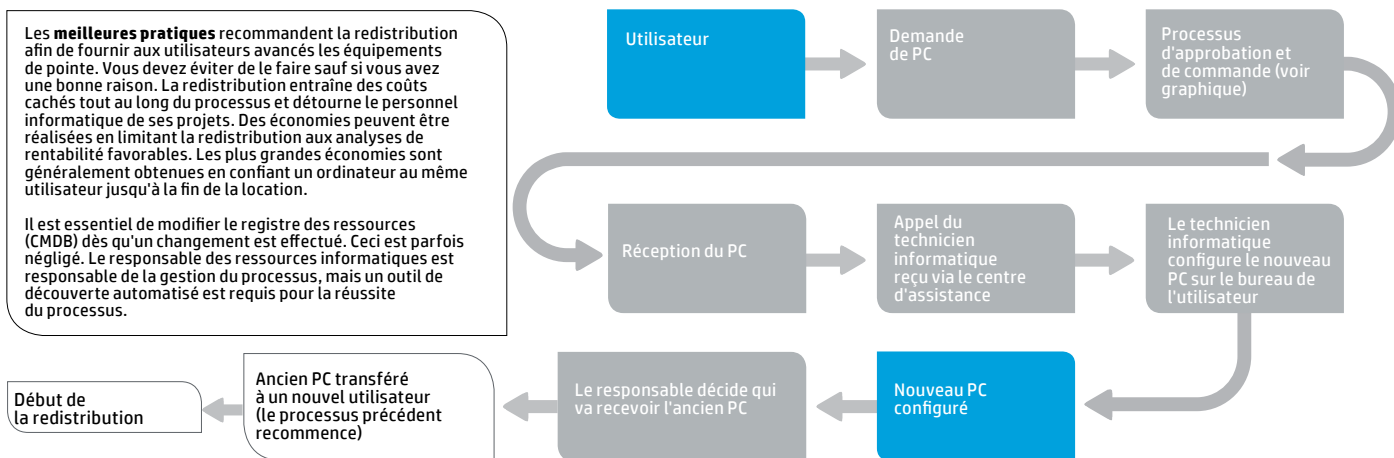 Les meilleures pratiques recommandent la redistribution
afin de fournir aux utilisateurs avancés les équipements
de pointe. Vous devez éviter de le faire sauf si vous avez
une bonne raison. La redistribution entraîne des coûts
cachés tout au long du processus et détourne le personnel
informatique de ses projets. Des économies peuvent être
réalisées en limitant la redistribution aux analyses de
rentabilité favorables. Les plus grandes économies sont
généralement obtenues en confiant un ordinateur au même
utilisateur jusqu'à la fin de la location.
Il est essentiel de modifier le registre des ressources
(CMDB) dès qu'un changement est effectué. Ceci est parfois
négligé. Le responsable des ressources informatiques est
responsable de la gestion du processus, mais un outil de
découverte automatisé est requis pour la réussite
du processus.
Utilisateur
Demande
de PC
Processus
d'approbation et
de commande (voir
graphique)
Réception du PC
Appel du
technicien
informatique
reçu via le centre
d'assistance
Le technicien
informatique
configure le nouveau
PC sur le bureau de
l'utilisateur
Nouveau PC
configuré
Le responsable décide qui
va recevoir l'ancien PC
Ancien PC transféré
à un nouvel utilisateur
(le processus précédent
recommence)
Début de
la redistribution